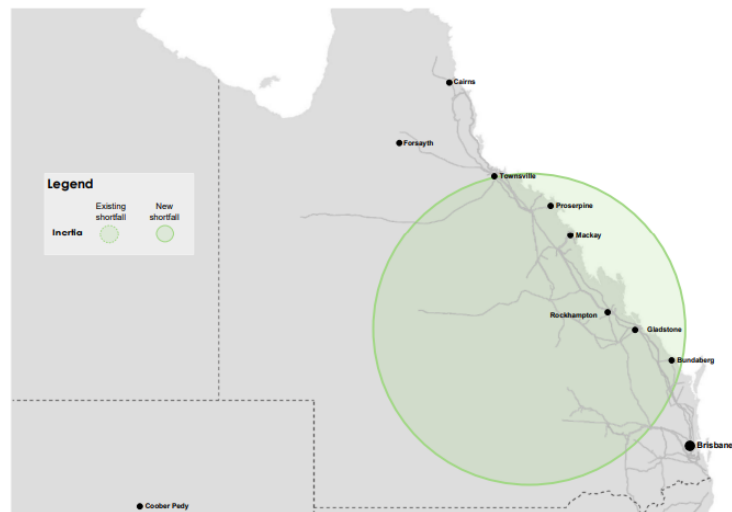 Cairns
Forsayth
Townsville
Legend
Existing
shortfall
New
shortfall
Inertia
Proserpine
Mackay
Rockhampton
Gladstone
Bundaberg
Brisbane
Coober Pedy